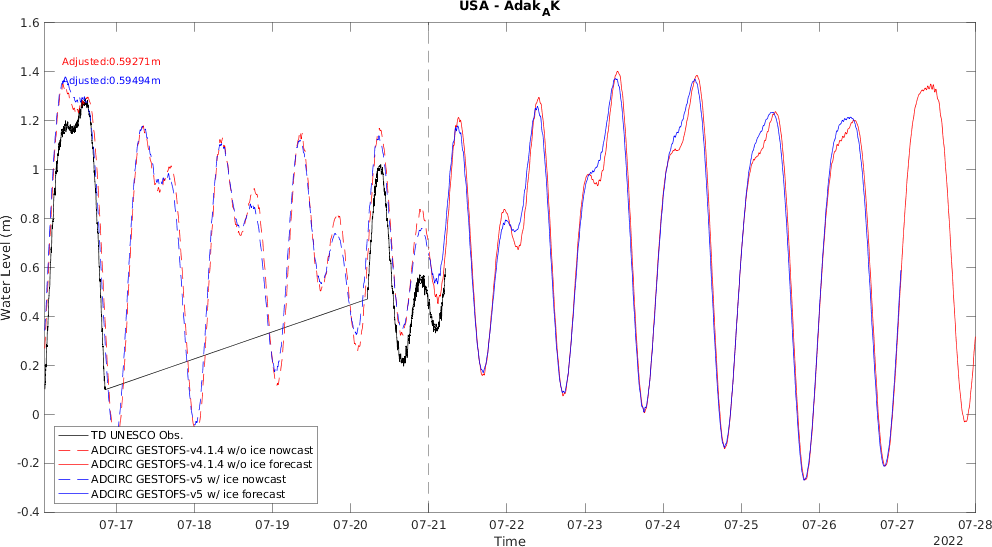 USA - Adak_AK
1.6
1.4
1.2
1
0.8
0.6
0.4
0.2
0
-0.2
-0.4
Water Level (m)
Adjusted:0.59271m
Adjusted:0.59494m
TD UNESCO Obs.
ADCIRC GESTOFS-v4.1.4 w/o ice nowcast
ADCIRC GESTOFS-v4.1.4 w/o ice forecast
ADCIRC GESTOFS-v5 w/ ice nowcast
ADCIRC GESTOFS-v5 w/ ice forecast
07-17 07-18 07-19 07-20 07-21 07-22 07-23 07-24 07-25 07-26 07-27 07-28
Time
2022